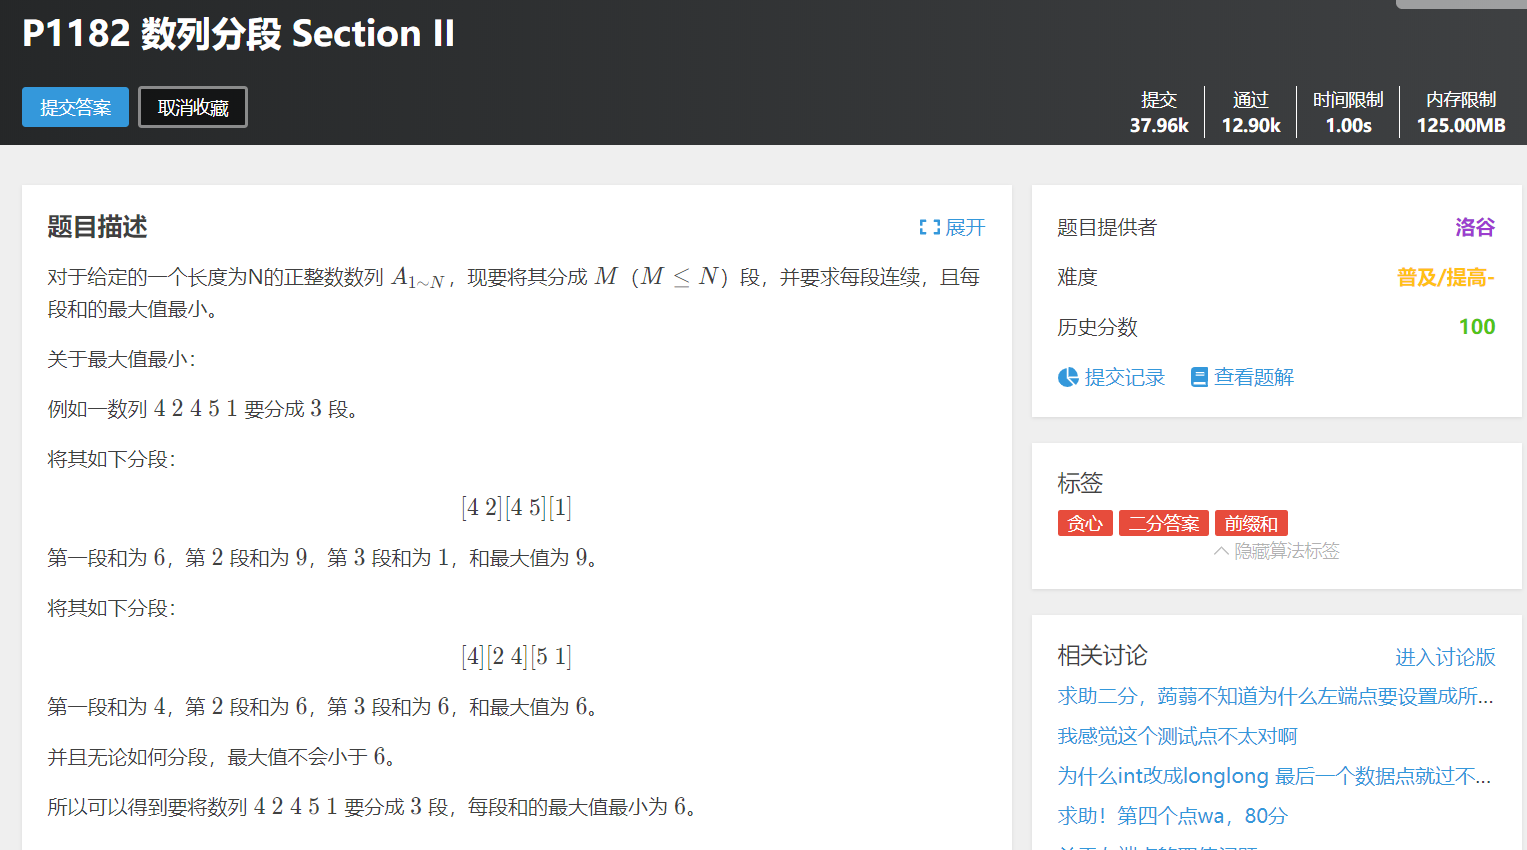 P1182 数列分段 Section II
提交答案 取消收藏
提交 通过 时间限制 内存限制
37.96k 12.90k 1.00s 125.00MB
题目描述
展开
对于给定的一个长度为N的正整数数列 A1∼N，现要将其分成 M（M ≤ N）段，并要求每段连续，且每
段和的最大值最小。
关于最大值最小：
例如一数列 4 2 4 5 1 要分成 3 段。
将其如下分段：
[4 2][4 5][1]
第一段和为 6，第 2 段和为 9，第 3 段和为 1，和最大值为 9。
将其如下分段：
[4][2 4][5 1]
第一段和为 4，第 2 段和为 6，第 3 段和为 6，和最大值为 6。
并且无论如何分段，最大值不会小于 6。
所以可以得到要将数列 4 2 4 5 1 要分成 3 段，每段和的最大值最小为 6。
题目提供者 洛谷
难度 普及/提高-
历史分数 100
提交记录 查看题解
标签
贪心 二分答案 前缀和
隐藏算法标签
相关讨论 进入讨论版
求助二分，蒟蒻不知道为什么左端点要设置成所...
我感觉这个测试点不太对啊
为什么int改成longlong 最后一个数据点就过不...
求助！第四个点wa，80分